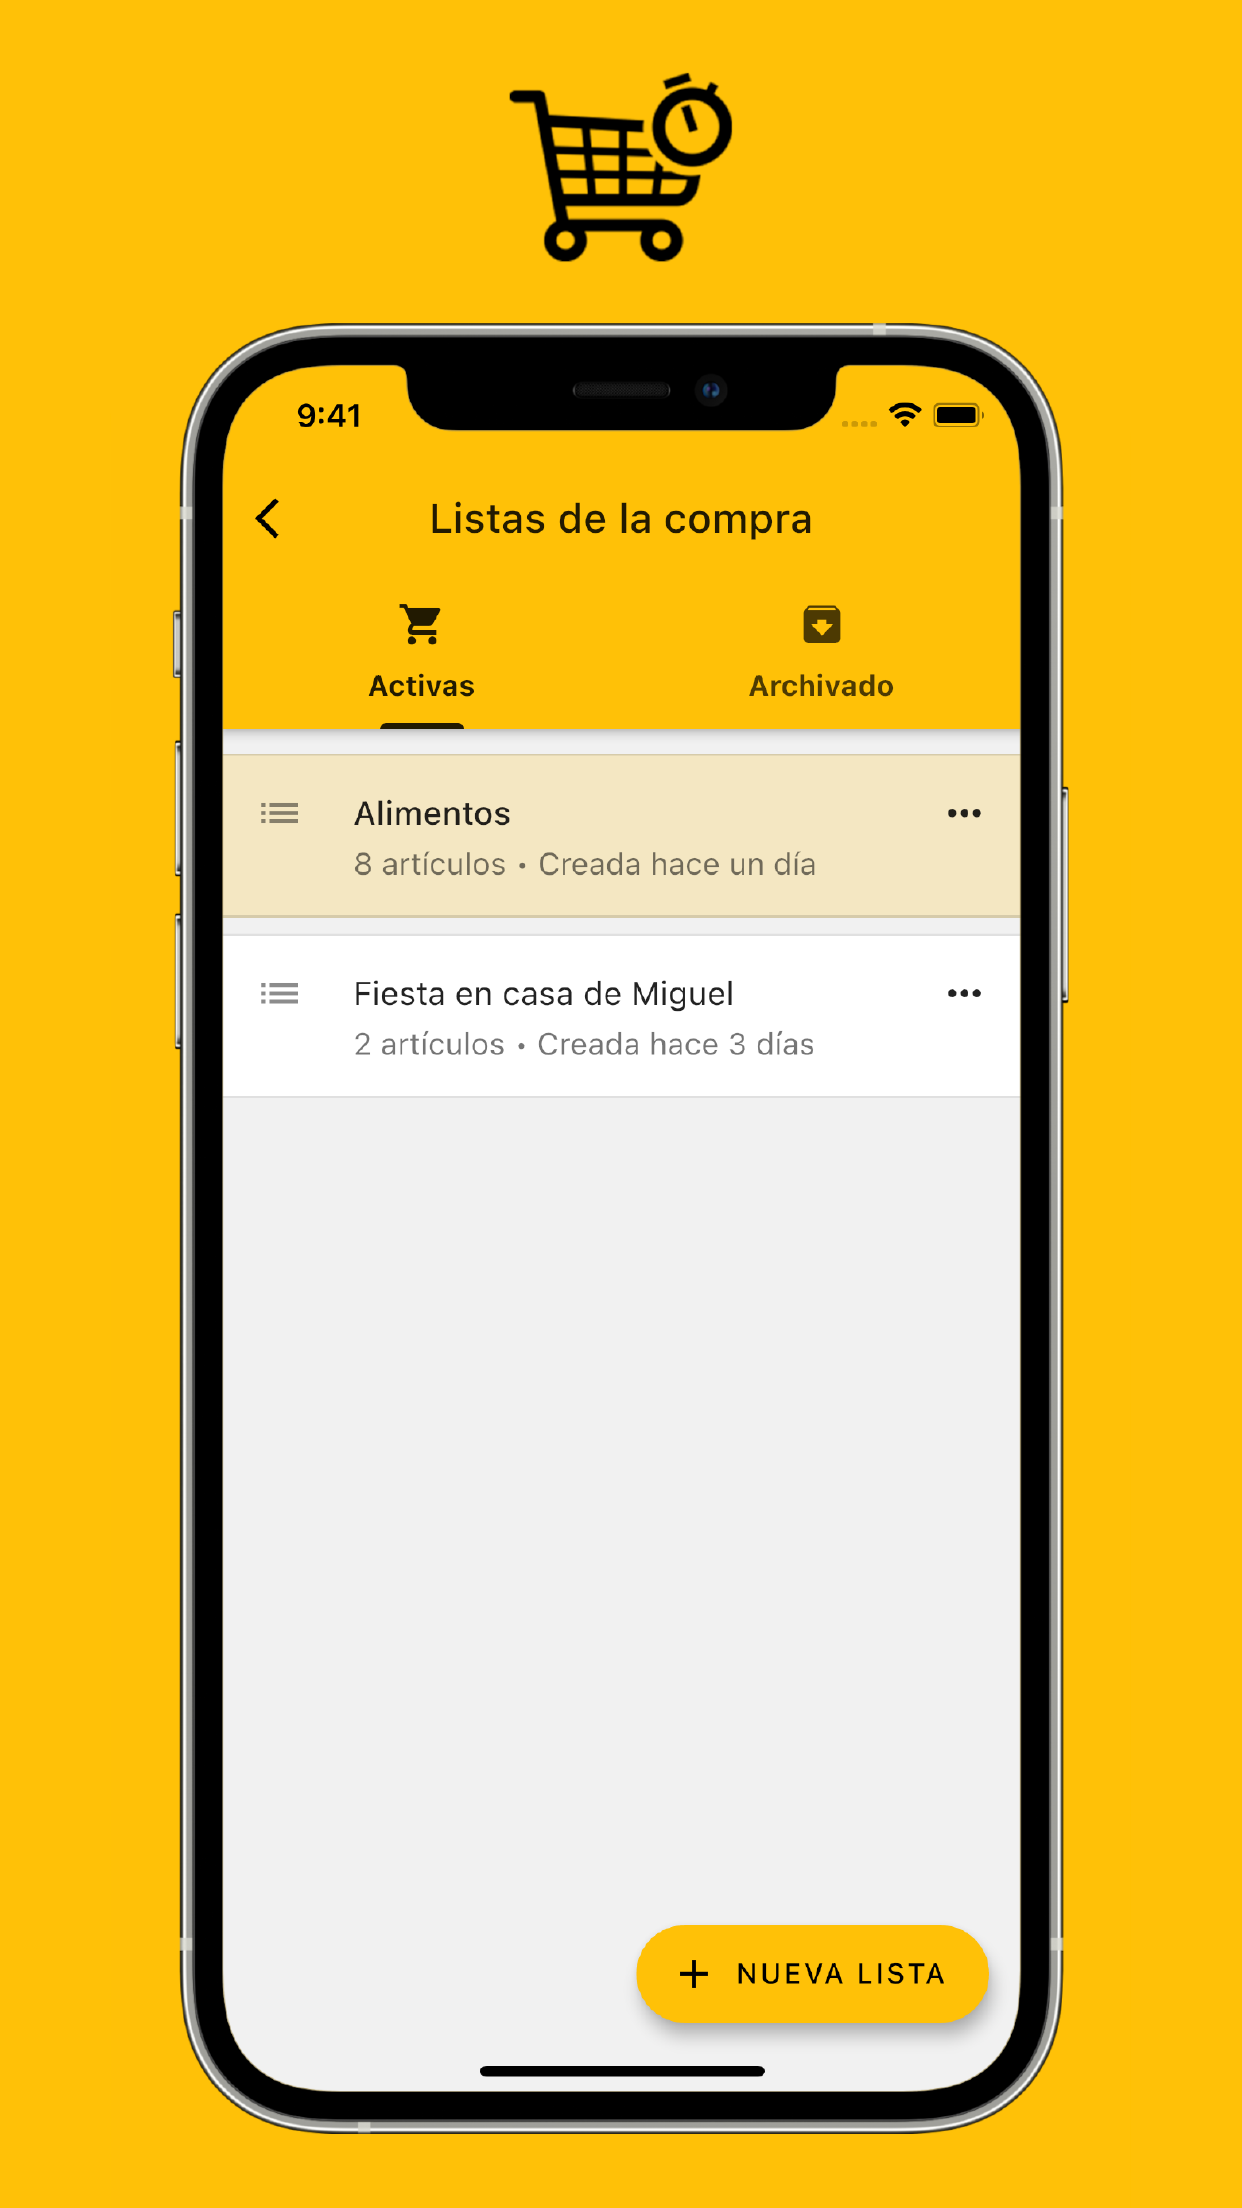 9:41
Listas de la compra
Activas
Archivado
Alimentos
8 artículos • Creada hace un día
Fiesta en casa de Miguel
2 artículos • Creada hace 3 días
NUEVA LISTA